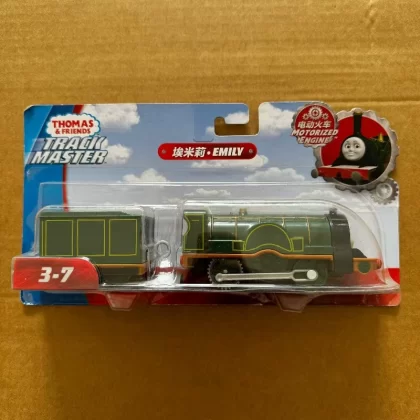 THOMAS
& FRIENDS
TRACK
MASTER
埃米莉・EMILY
电动火车
MOTORIZED
ENGINE
3-7